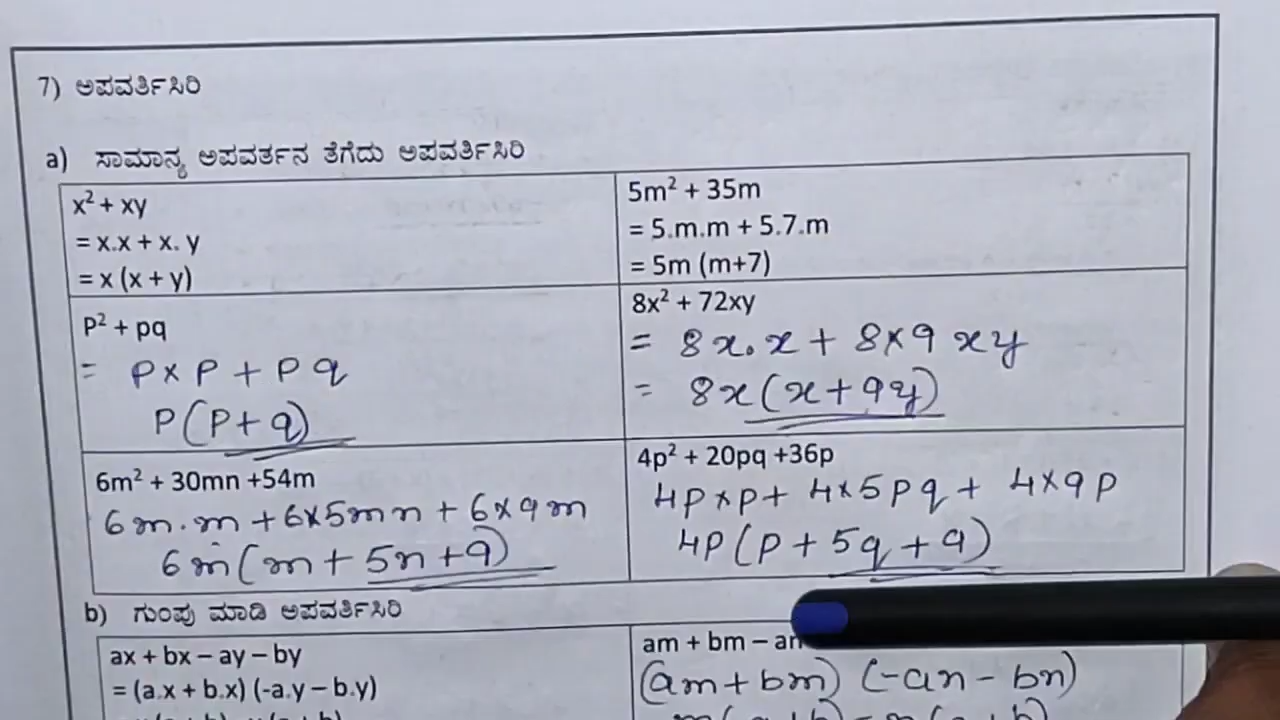 7) ಅಪವರ್ತಿಸಿರಿ
a) ಸಾಮಾನ್ಯ ಅಪವರ್ತನ ತೆಗೆದು ಅಪವರ್ತಿಸಿರಿ
x² + xy
= x.x + x. y
= x (x + y)
5m² + 35m
= 5.m.m + 5.7.m
= 5m (m+7)
P² + pq
= p×p + pq
P(P+q)
8x² + 72xy
= 8x.x + 8×9xy
= 8x(x+9y)
6m² + 30mn +54m
6m.m + 6×5mn + 6×9m
6m(m + 5n+9)
4p² + 20pq +36p
4p×p + 4×5pq + 4×9p
4P(P + 5q + 9)
b) ಗುಂಪು ಮಾಡಿ ಅಪವರ್ತಿಸಿರಿ
ax + bx – ay – by
= (a.x + b.x) (-a.y – b.y)
am + bm – an
(am+bm) (-an - bn)